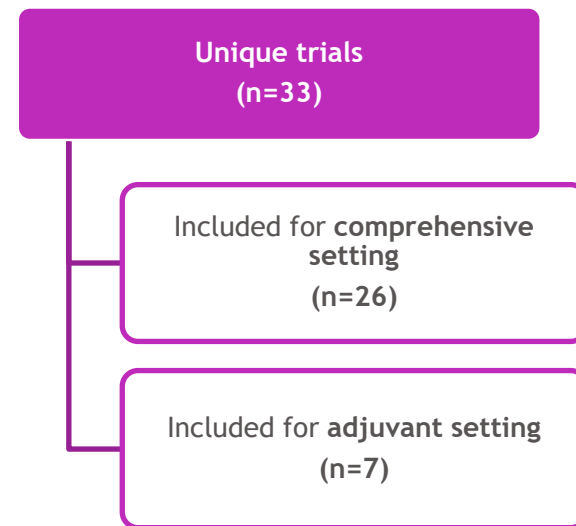 Unique trials
(n=33)
Included for comprehensive
setting
(n=26)
Included for adjuvant setting
(n=7)